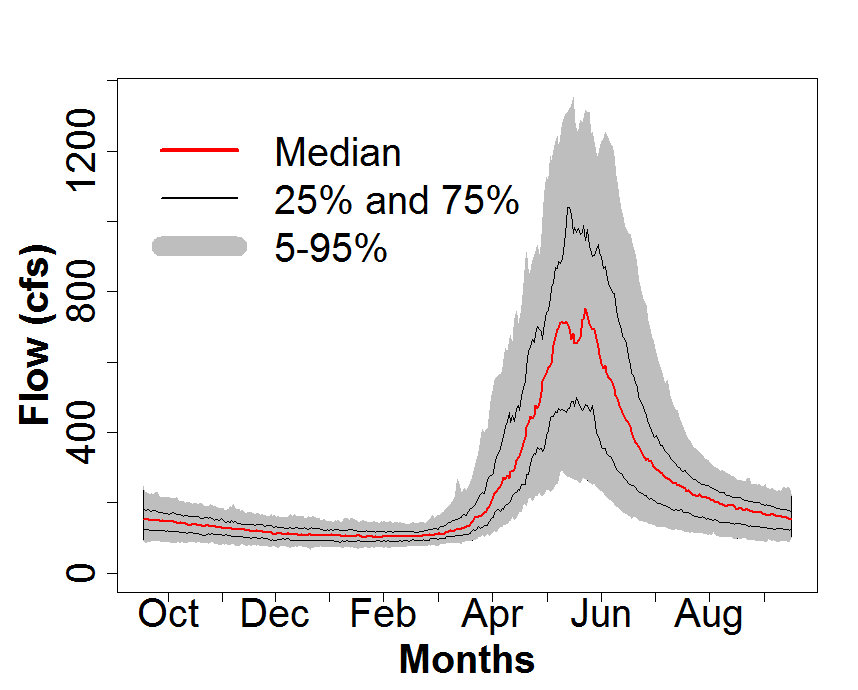 Median
25% and 75%
5-95%
Flow (cfs)
1200
800
400
0
Oct Dec Feb Apr Jun Aug
Months